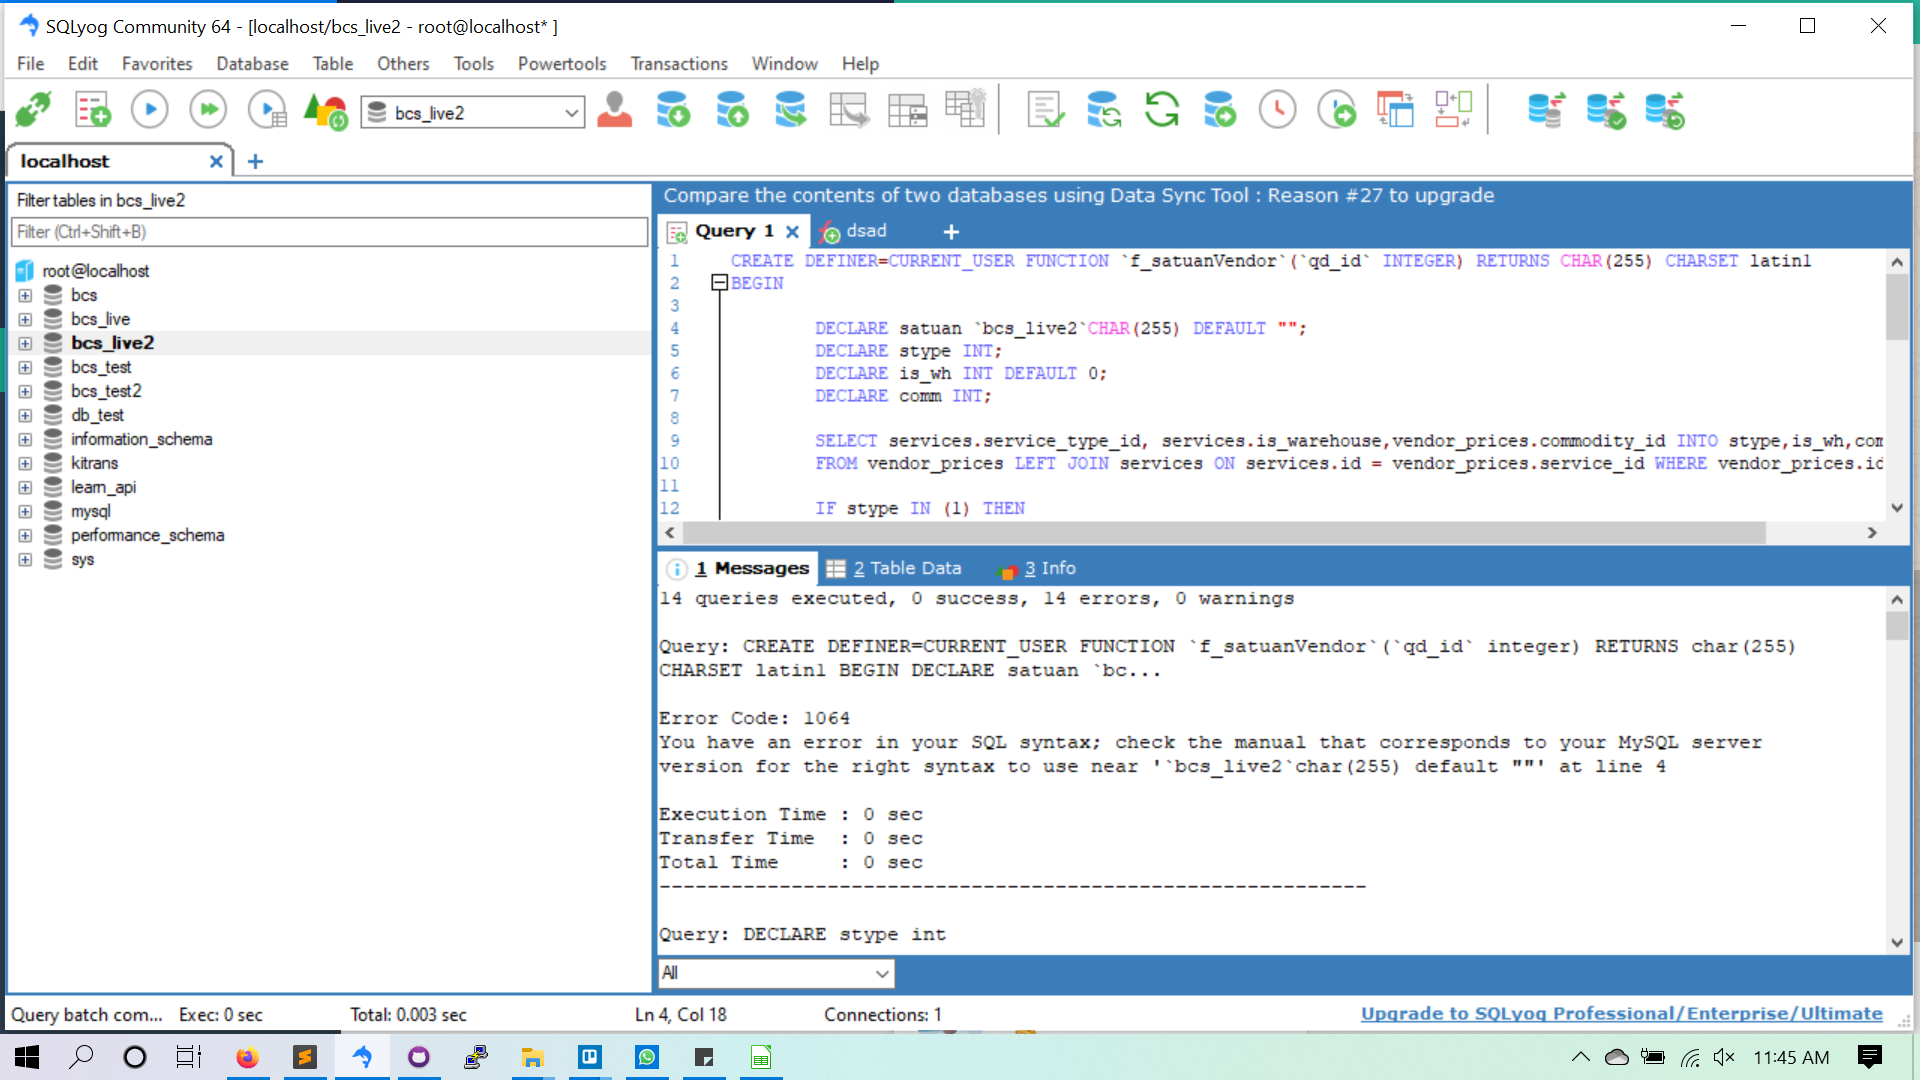 SQLyog Community 64 - [localhost/bcs_live2 - root@localhost* ]
File Edit Favorites Database Table Others Tools Powertools Transactions Window Help
bcs_live2
localhost
Filter tables in bcs_live2
Filter (Ctrl+Shift+B)
root@localhost
bcs
bcs_live
bcs_live2
bcs_test
bcs_test2
db_test
information_schema
kitrans
learn_api
mysql
performance_schema
sys
Compare the contents of two databases using Data Sync Tool : Reason #27 to upgrade
Query 1 dsad
1 CREATE DEFINER=CURRENT_USER FUNCTION `f_satuanVendor`(`qd_id` INTEGER) RETURNS CHAR(255) CHARSET latin1
2 BEGIN
3
4 DECLARE satuan `bcs_live2`CHAR(255) DEFAULT "";
5 DECLARE stype INT;
6 DECLARE is_wh INT DEFAULT 0;
7 DECLARE comm INT;
8
9 SELECT services.service_type_id, services.is_warehouse,vendor_prices.commodity_id INTO stype,is_wh,com
10 FROM vendor_prices LEFT JOIN services ON services.id = vendor_prices.service_id WHERE vendor_prices.id
11
12 IF stype IN (1) THEN
1 Messages 2 Table Data 3 Info
14 queries executed, 0 success, 14 errors, 0 warnings
Query: CREATE DEFINER=CURRENT_USER FUNCTION `f_satuanVendor`(`qd_id` integer) RETURNS char(255)
CHARSET latin1 BEGIN DECLARE satuan `bc...
Error Code: 1064
You have an error in your SQL syntax; check the manual that corresponds to your MySQL server
version for the right syntax to use near '`bcs_live2`char(255) default ""' at line 4
Execution Time : 0 sec
Transfer Time : 0 sec
Total Time : 0 sec
-----------------------------------------------------------
Query: DECLARE stype int
All
Query batch com... Exec: 0 sec Total: 0.003 sec Ln 4, Col 18 Connections: 1 Upgrade to SQLyog Professional/Enterprise/Ultimate
11:45 AM